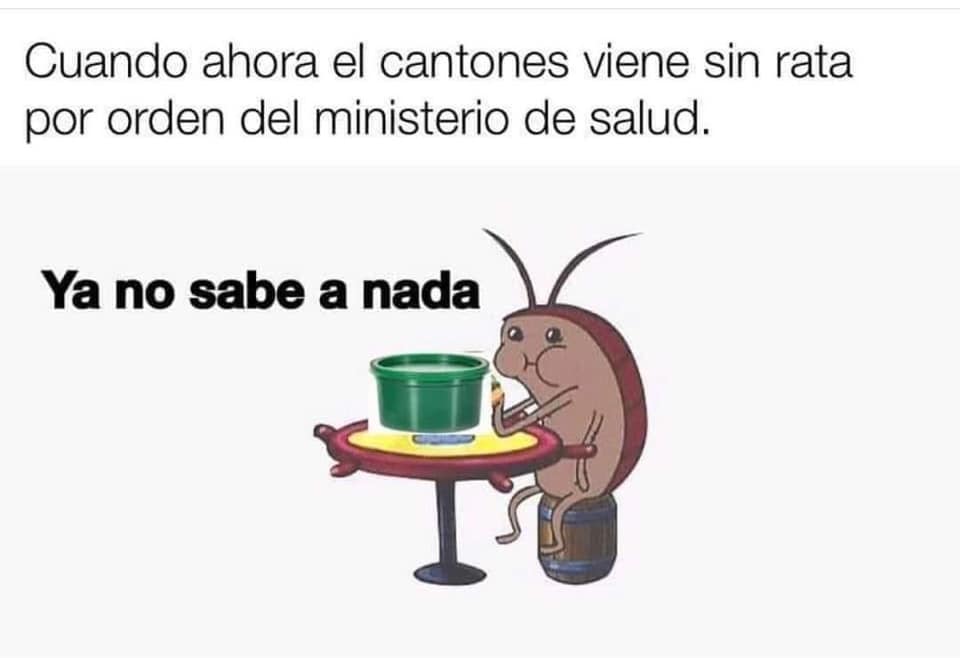 Cuando ahora el cantones viene sin rata
por orden del ministerio de salud.
Ya no sabe a nada